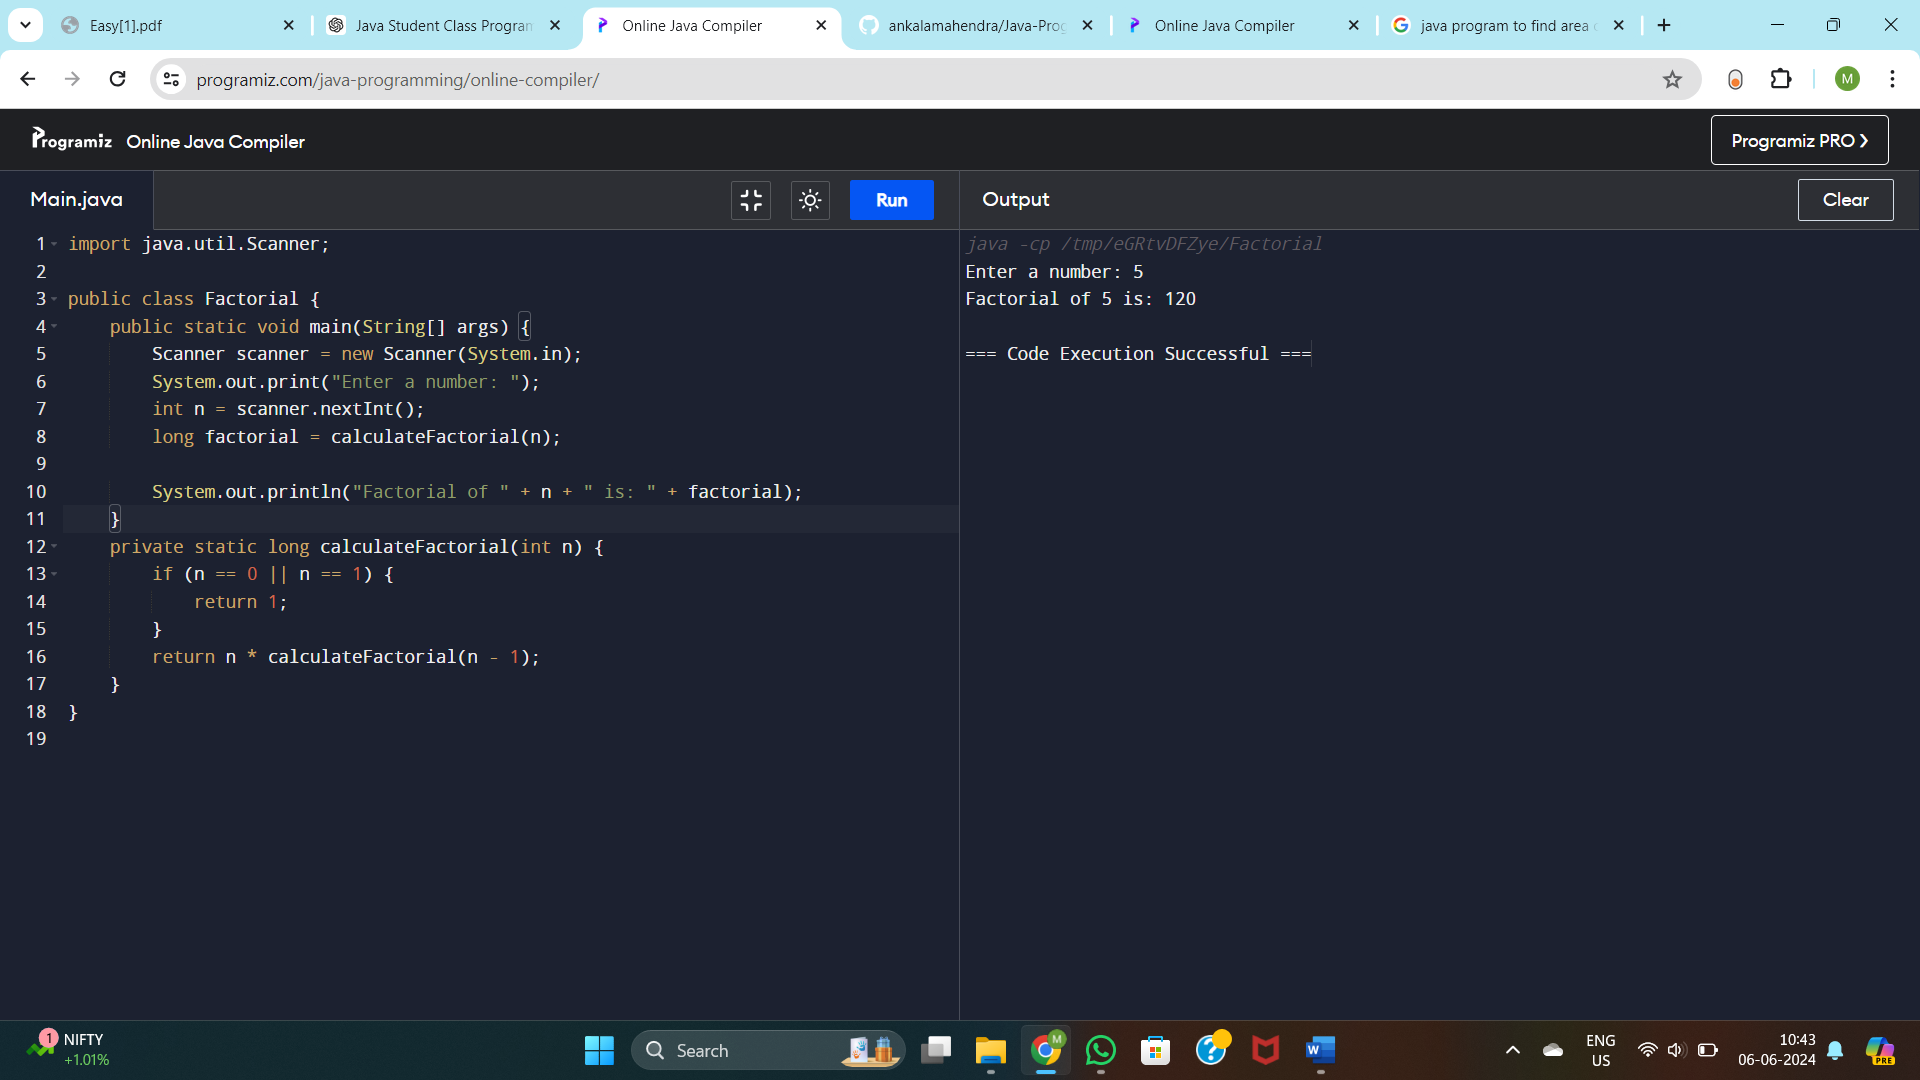 Easy[1].pdf
Java Student Class Program
Online Java Compiler
ankalamahendra/Java-Prog
Online Java Compiler
java program to find area
programiz.com/java-programming/online-compiler/
M
Programiz Online Java Compiler
Programiz PRO
Main.java
Run
Output
Clear
1 import java.util.Scanner;
2
3 public class Factorial {
4 public static void main(String[] args) {
5 Scanner scanner = new Scanner(System.in);
6 System.out.print("Enter a number: ");
7 int n = scanner.nextInt();
8 long factorial = calculateFactorial(n);
9
10 System.out.println("Factorial of " + n + " is: " + factorial);
11 }
12 private static long calculateFactorial(int n) {
13 if (n == 0 || n == 1) {
14 return 1;
15 }
16 return n * calculateFactorial(n - 1);
17 }
18 }
19
java -cp /tmp/eGRtvDFZye/Factorial
Enter a number: 5
Factorial of 5 is: 120
=== Code Execution Successful ===
1
NIFTY
+1.01%
Search
M
W
ENG
US
10:43
06-06-2024
PRE